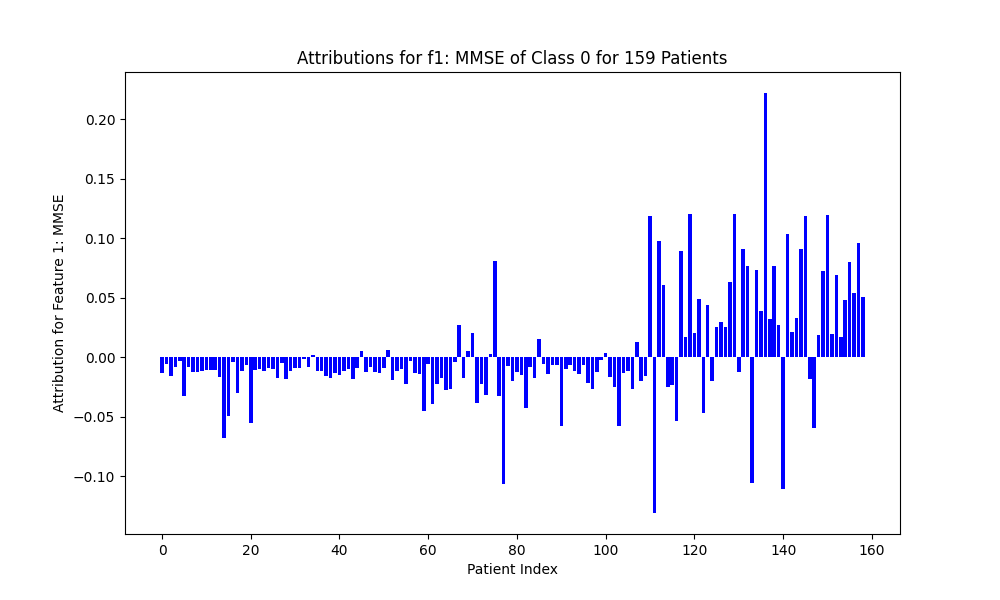 Attributions for f1: MMSE of Class 0 for 159 Patients
Attribution for Feature 1: MMSE
0.20
0.15
0.10
0.05
0.00
−0.05
−0.10
0 20 40 60 80 100 120 140 160
Patient Index